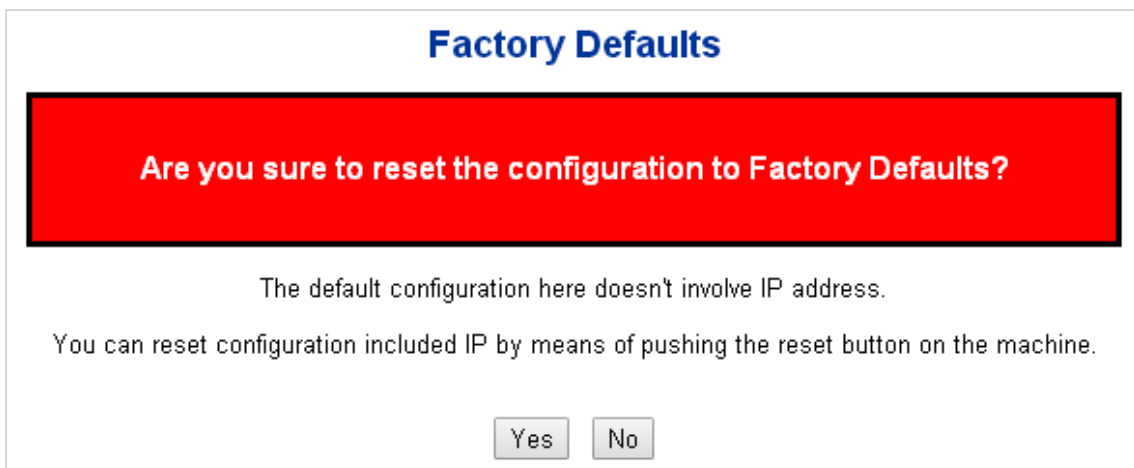 Factory Defaults
Are you sure to reset the configuration to Factory Defaults?
The default configuration here doesn't involve IP address.
You can reset configuration included IP by means of pushing the reset button on the machine.
Yes No